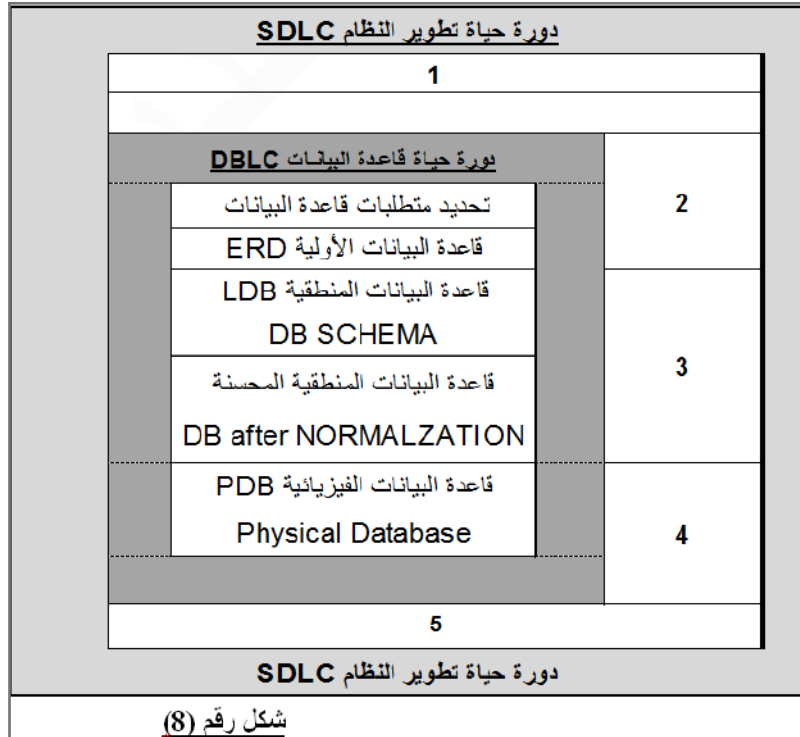 دورة حياة تطوير النظام SDLC
1
دورة حياة قاعدة البيانات DBLC
2
تحديد متطلبات قاعدة البيانات
قاعدة البيانات الأولية ERD
قاعدة البيانات المنطقية LDB
DB SCHEMA
3
قاعدة البيانات المنطقية المحسنة
DB after NORMALZATION
قاعدة البيانات الفيزيائية PDB
Physical Database
4
5
دورة حياة تطوير النظام SDLC
شكل رقم (8)